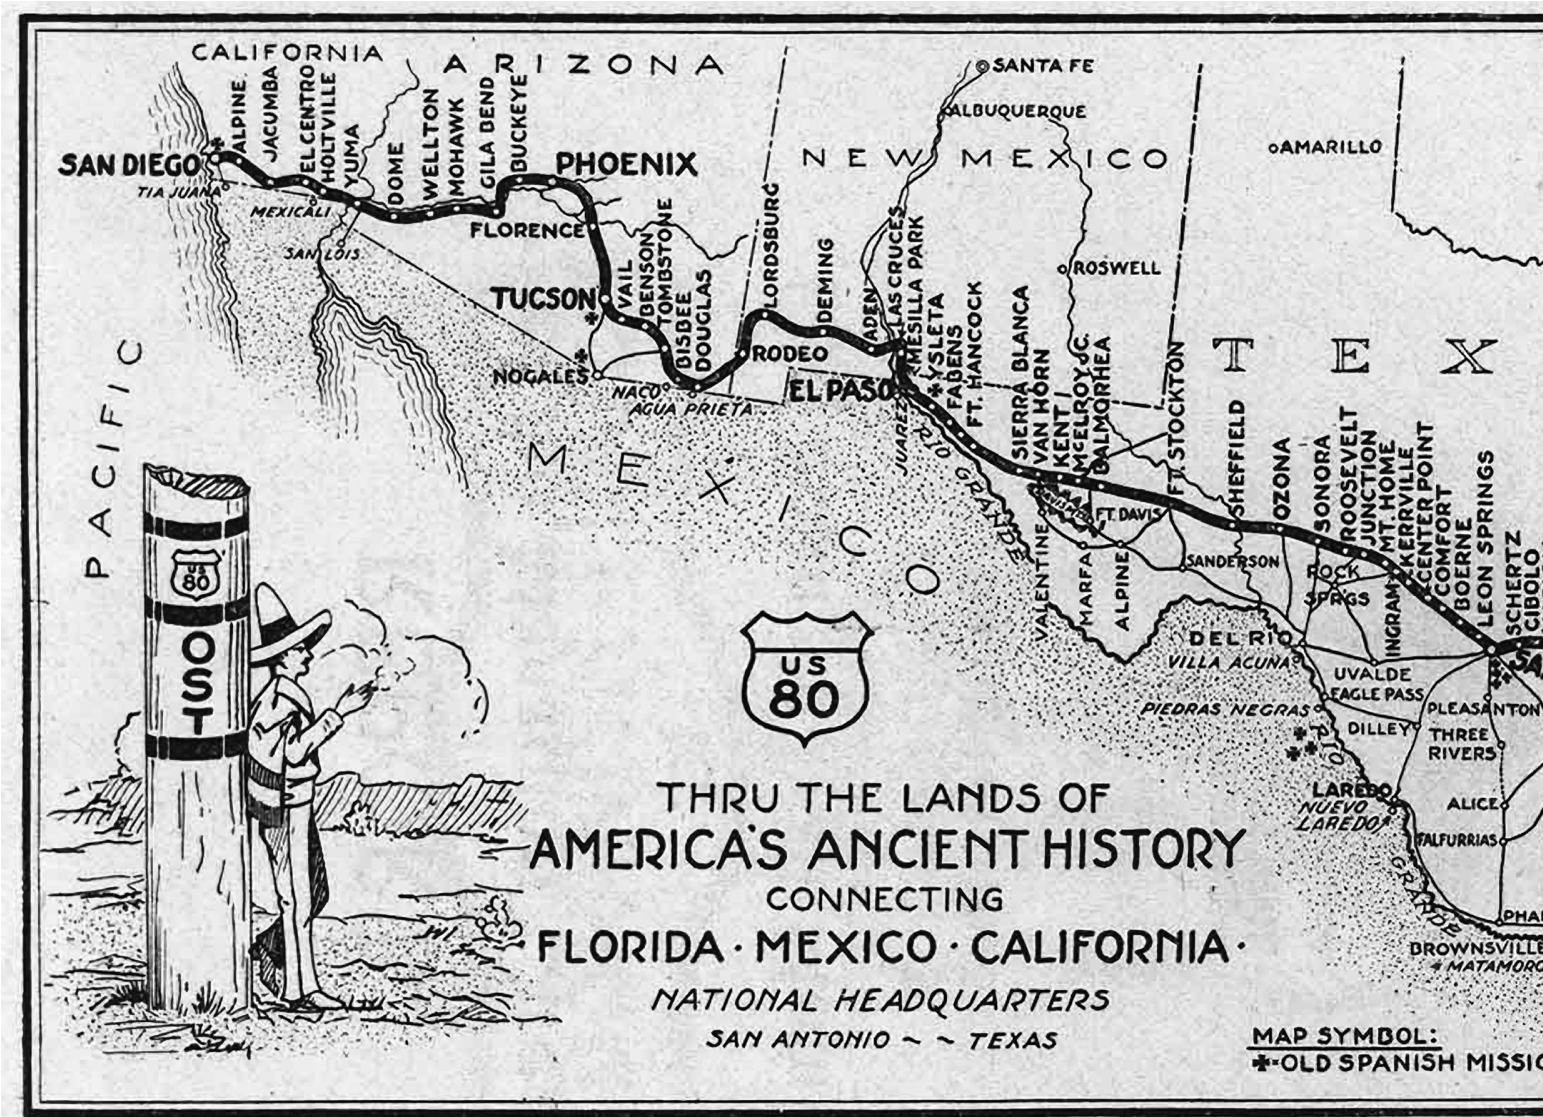 CALIFORNIA
ARIZONA
NEW MEXICO
TEX
PACIFIC
MEXICO
SANTA FE
ALBUQUERQUE
AMARILLO
ROSWELL
SAN DIEGO
ALPINE
JACUMBA
EL CENTRO
HOLTVILLE
YUMA
DOME
WELLTON
MOHAWK
GILA BEND
BUCKEYE
PHOENIX
TIA JUANA
MEXICALI
SAN LOIS
FLORENCE
TUCSON
VAIL
BENSON
TOMBSTONE
BISBEE
DOUGLAS
NOGALES
NACO
AGUA PRIETA
RODEO
LORDSBURG
DEMING
ADEN
LAS CRUCES
MESILLA PARK
EL PASO
JUAREZ
YSLETA
FABENS
FT. HANCOCK
SIERRA BLANCA
VAN HORN
KENT
McELROY JC.
BALMORHEA
FT. STOCKTON
SHEFFIELD
OZONA
SONORA
ROOSEVELT
JUNCTION
MT. HOME
KERRVILLE
CENTER POINT
COMFORT
BOERNE
LEON SPRINGS
SCHERTZ
CIBOLO
SA
RIO GRANDE
FT. DAVIS
VALENTINE
MARFA
ALPINE
SANDERSON
ROCK
SPRGS
INGRAM
DEL RIO
VILLA ACUNA
UVALDE
EAGLE PASS
PIEDRAS NEGRAS
DILLEY
PLEASANTON
THREE
RIVERS
RIO GRANDE
LAREDO
NUEVO
LAREDO
ALICE
FALFURRIAS
PHAR
BROWNSVILLE
MATAMORO
US
80
OST
US
80
THRU THE LANDS OF
AMERICA'S ANCIENT HISTORY
CONNECTING
FLORIDA · MEXICO · CALIFORNIA ·
NATIONAL HEADQUARTERS
SAN ANTONIO ~ ~ TEXAS
MAP SYMBOL:
✠=OLD SPANISH MISSIO